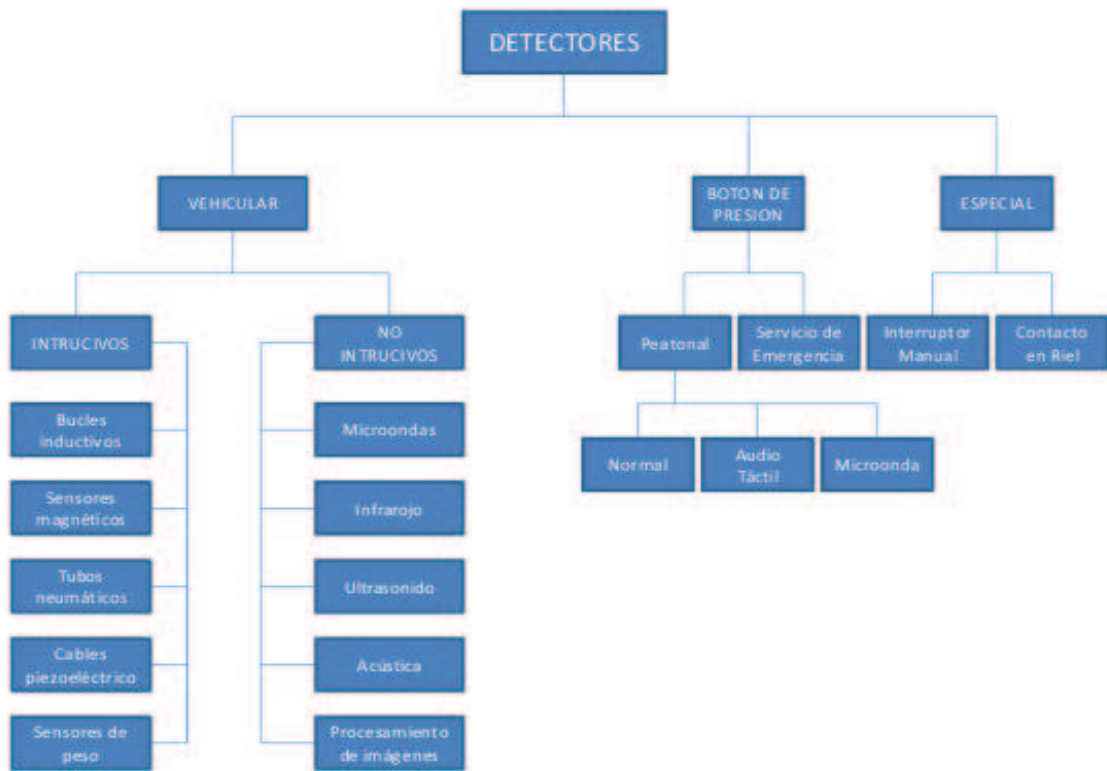 DETECTORES
VEHICULAR
BOTON DE
PRESION
ESPECIAL
INTRUCIVOS
NO
INTRUCIVOS
Peatonal
Servicio de
Emergencia
Interruptor
Manual
Contacto
en Riel
Bucles
inductivos
Microondas
Normal
Audio
Táctil
Microonda
Sensores
magnéticos
Infrarojo
Tubos
neumáticos
Ultrasonido
Cables
piezoeléctrico
Acústica
Sensores de
peso
Procesamiento
de imágenes